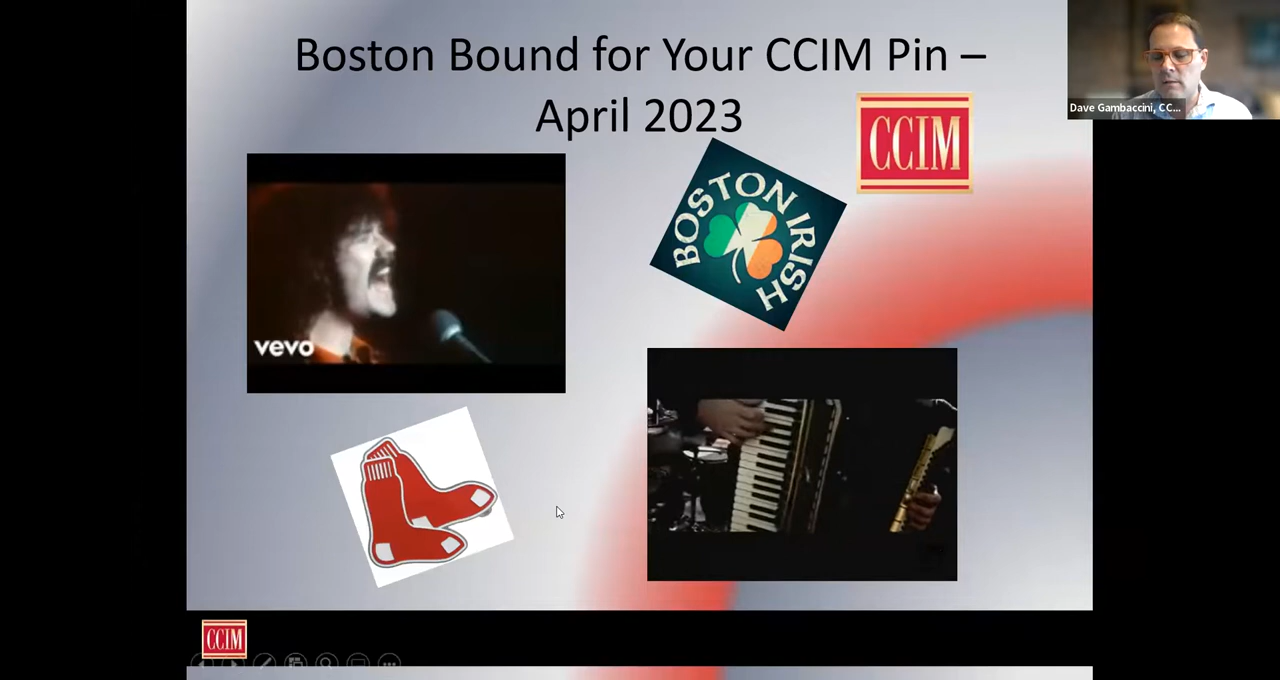 Boston Bound for Your CCIM Pin –
April 2023
Dave Gambaccini, CC...
CCIM
BOSTON IRISH
vevo
CCIM